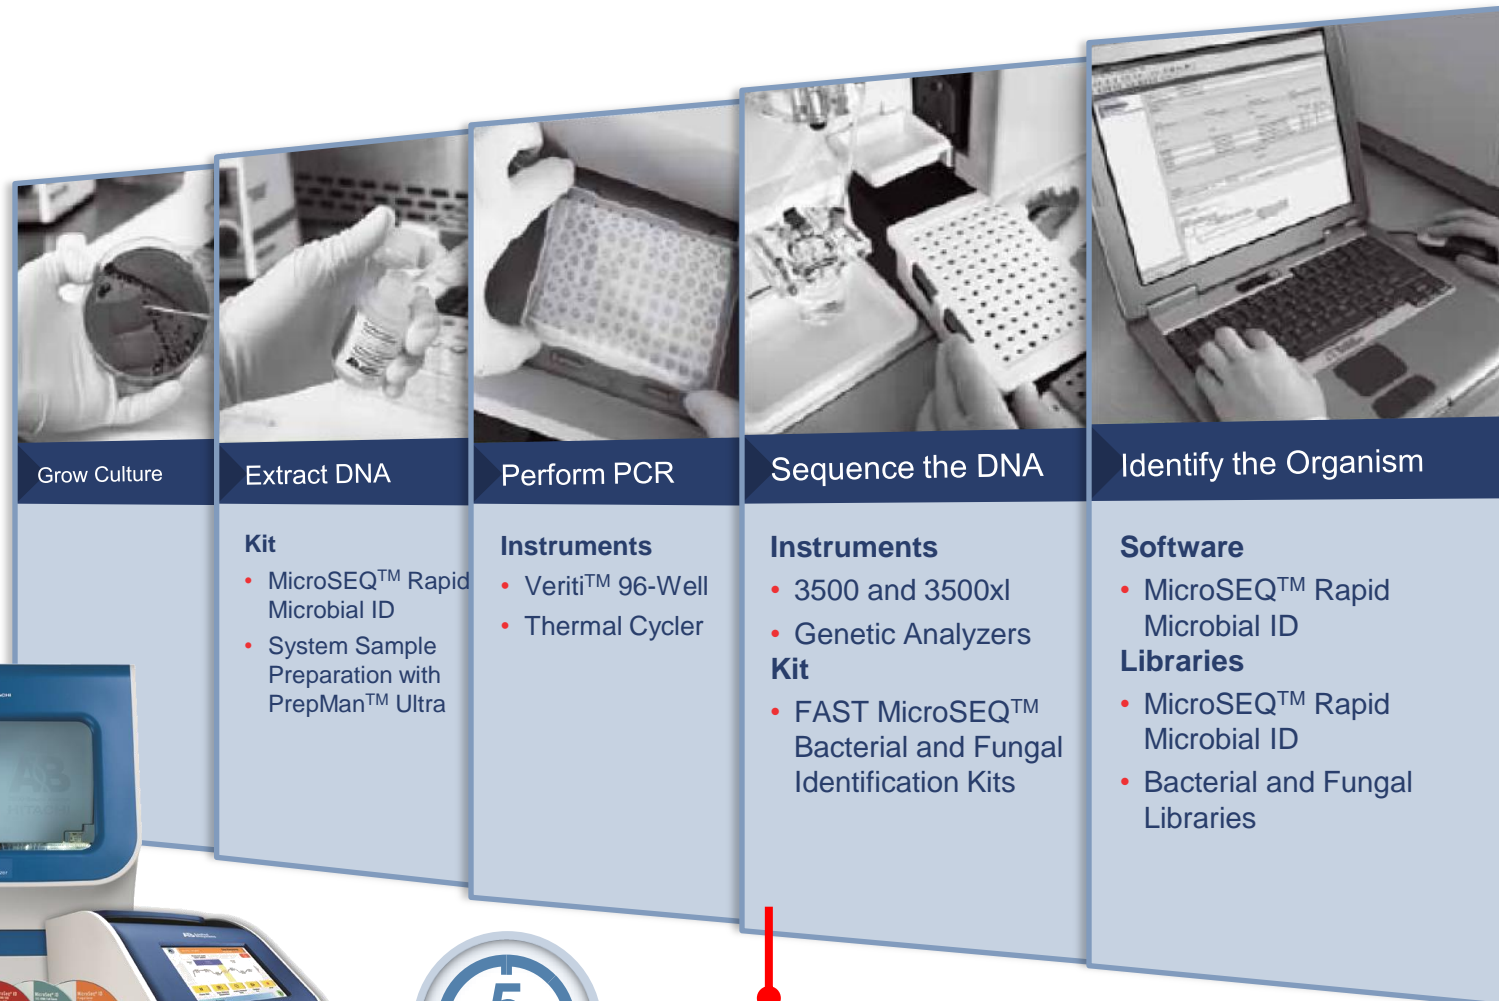 Grow Culture
Extract DNA
Kit
• MicroSEQ™ Rapid
Microbial ID
• System Sample
Preparation with
PrepMan™ Ultra
Perform PCR
Instruments
• Veriti™ 96-Well
• Thermal Cycler
Sequence the DNA
Instruments
• 3500 and 3500xl
• Genetic Analyzers
Kit
• FAST MicroSEQ™
Bacterial and Fungal
Identification Kits
Identify the Organism
Software
• MicroSEQ™ Rapid
Microbial ID
Libraries
• MicroSEQ™ Rapid
Microbial ID
• Bacterial and Fungal
Libraries
AB
HITACHI
5